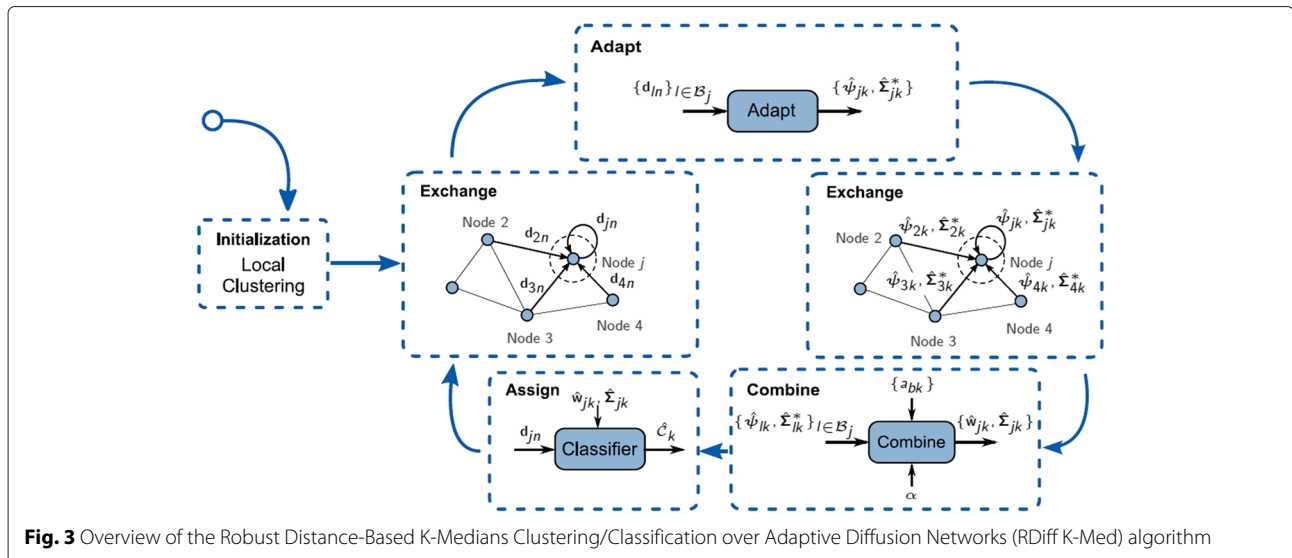 Adapt
{d_ln}_l∈ℬ_j
Adapt
{ψ̂_jk, Σ̂*_jk}
Initialization
Local
Clustering
Exchange
Node 2
d_2n
d_jn
Node j
d_3n
d_4n
Node 3
Node 4
Exchange
Node 2
ψ̂_2k, Σ̂*_2k
ψ̂_jk, Σ̂*_jk
Node j
ψ̂_3k, Σ̂*_3k
ψ̂_4k, Σ̂*_4k
Node 3
Node 4
Assign
ŵ_jk, Σ̂_jk
d_jn
Classifier
𝒞̂_k
Combine
{a_bk}
{ψ̂_lk, Σ̂*_lk}_l∈ℬ_j
Combine
{ŵ_jk, Σ̂_jk}
α
Fig. 3 Overview of the Robust Distance-Based K-Medians Clustering/Classification over Adaptive Diffusion Networks (RDiff K-Med) algorithm